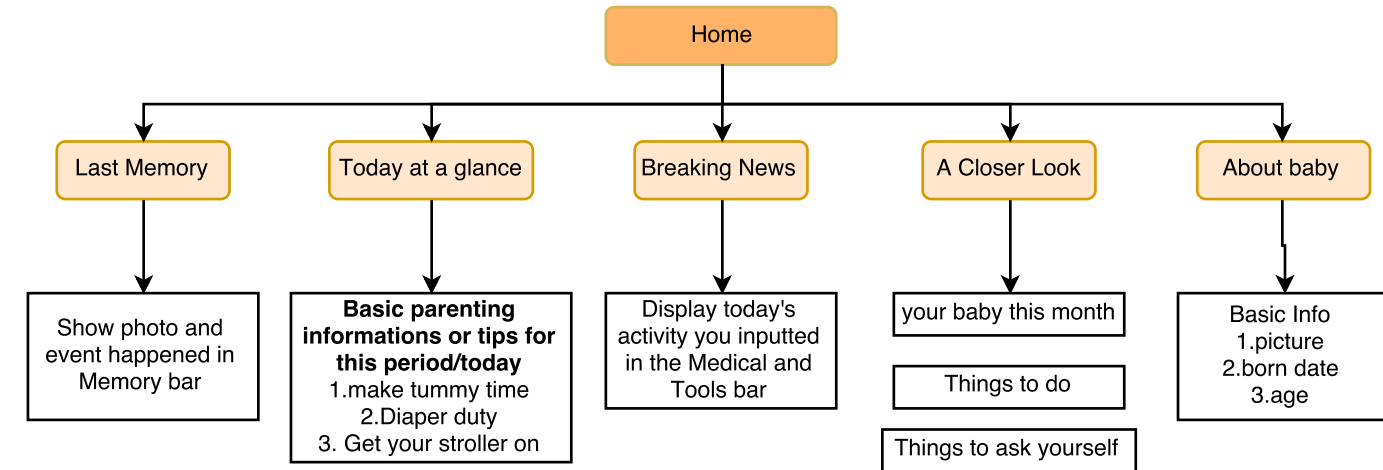 Home
Last Memory
Today at a glance
Breaking News
A Closer Look
About baby
Show photo and
event happened in
Memory bar
Basic parenting
informations or tips for
this period/today
1.make tummy time
2.Diaper duty
3. Get your stroller on
Display today's
activity you inputted
in the Medical and
Tools bar
your baby this month
Things to do
Things to ask yourself
Basic Info
1.picture
2.born date
3.age